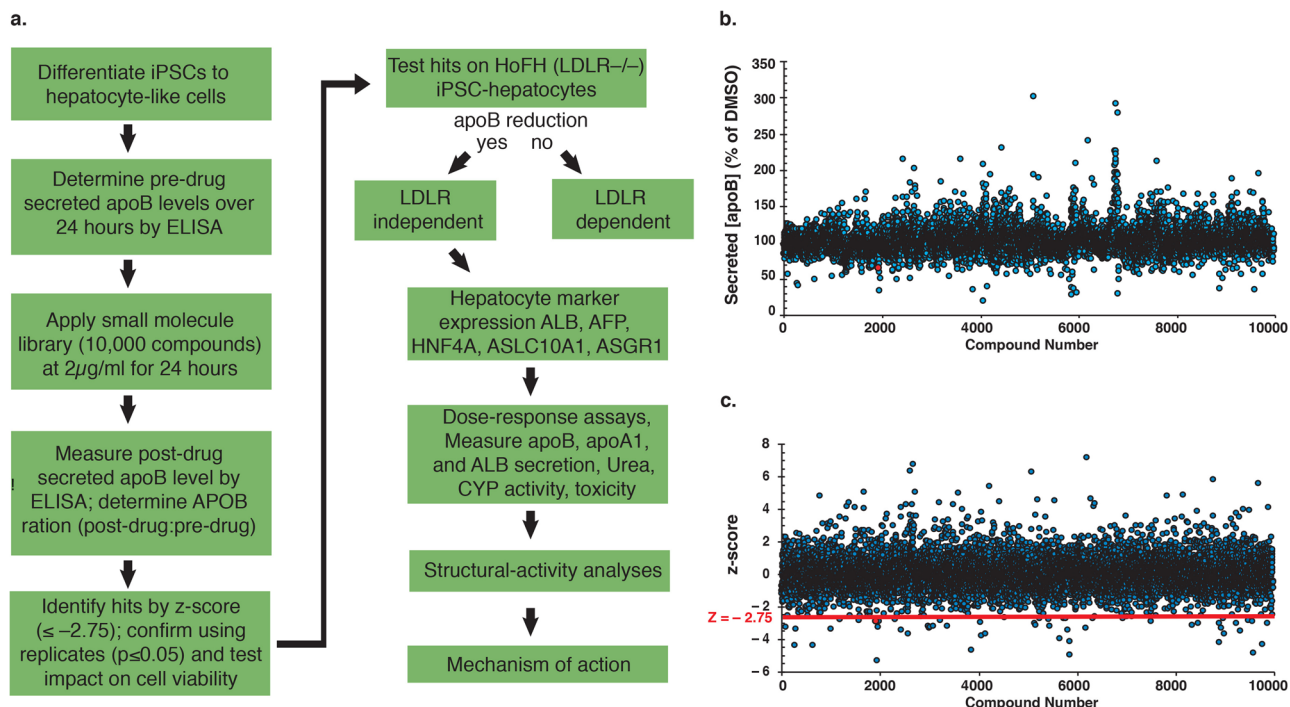 a.
Differentiate iPSCs to
hepatocyte-like cells
Determine pre-drug
secreted apoB levels over
24 hours by ELISA
Apply small molecule
library (10,000 compounds)
at 2µg/ml for 24 hours
Measure post-drug
secreted apoB level by
! ELISA; determine APOB
ration (post-drug:pre-drug)
Identify hits by z-score
(≤ −2.75); confirm using
replicates (p≤0.05) and test
impact on cell viability
Test hits on HoFH (LDLR–/–)
iPSC-hepatocytes
apoB reduction
yes no
LDLR
independent
LDLR
dependent
Hepatocyte marker
expression ALB, AFP,
HNF4A, ASLC10A1, ASGR1
Dose-response assays,
Measure apoB, apoA1,
and ALB secretion, Urea,
CYP activity, toxicity
Structural-activity analyses
Mechanism of action
b.
Secreted [apoB] (% of DMSO)
350
300
250
200
150
100
50
0
0 2000 4000 6000 8000 10000
Compound Number
c.
z-score
8
6
4
2
0
−2
Z = − 2.75
−4
−6
0 2000 4000 6000 8000 10000
Compound Number